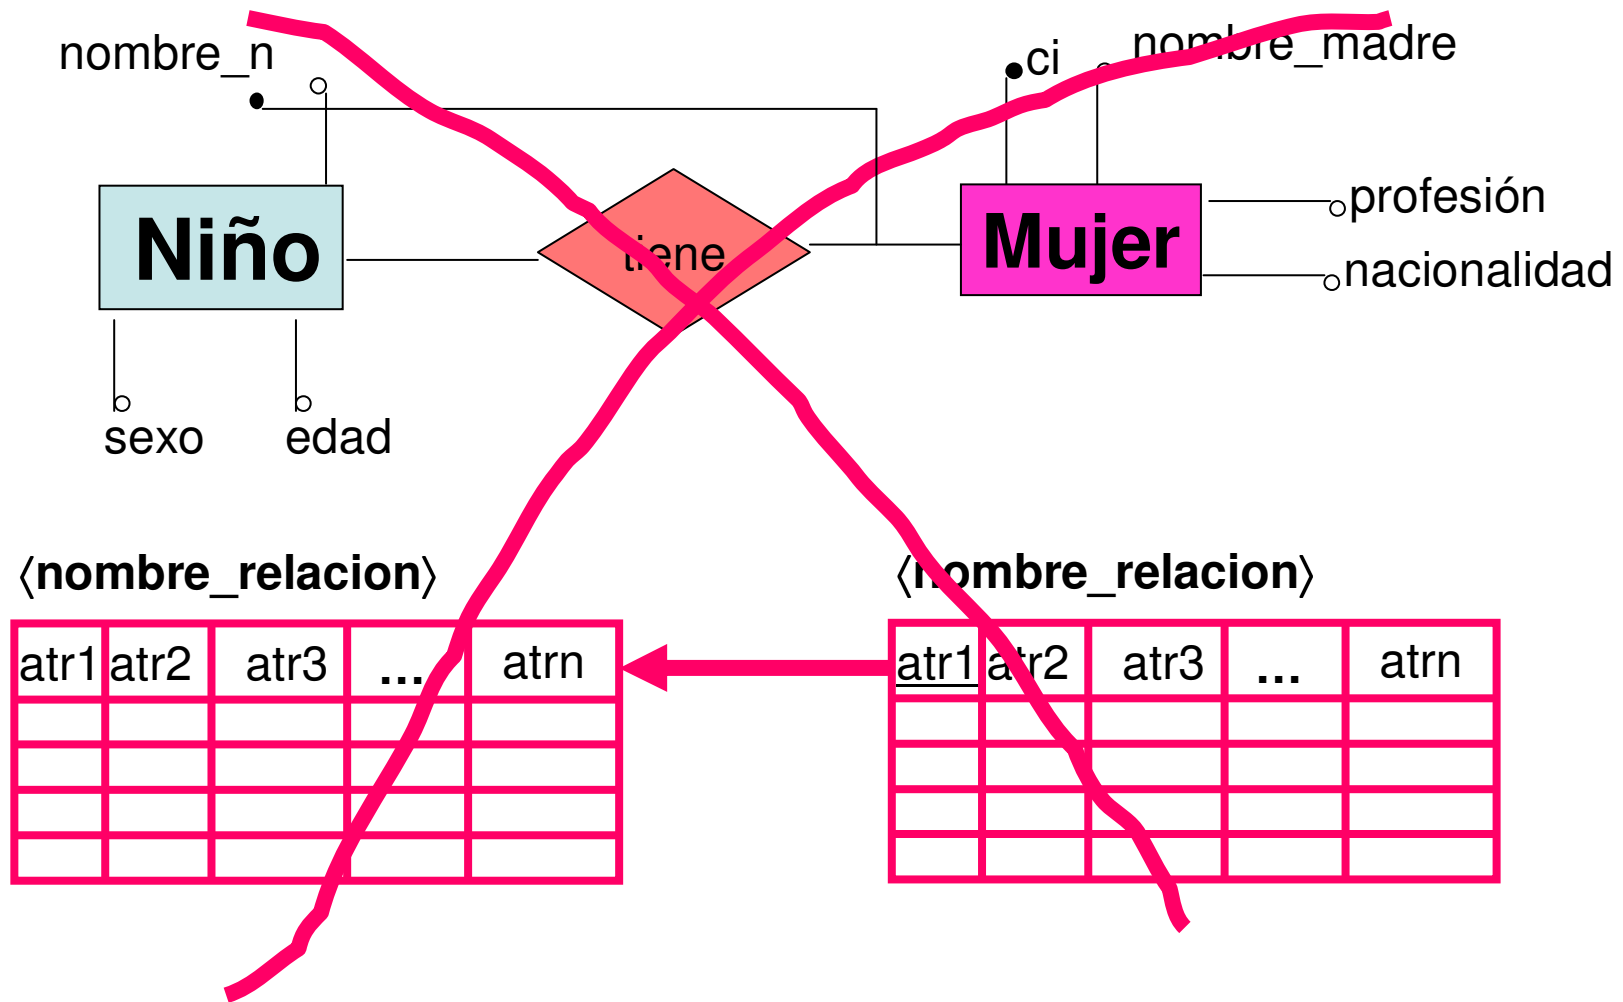 nombre_n
ci
nombre_madre
Niño
tiene
Mujer
profesión
nacionalidad
sexo
edad
⟨nombre_relacion⟩
⟨nombre_relacion⟩
atr1 atr2 atr3 ... atrn
atr1 atr2 atr3 ... atrn